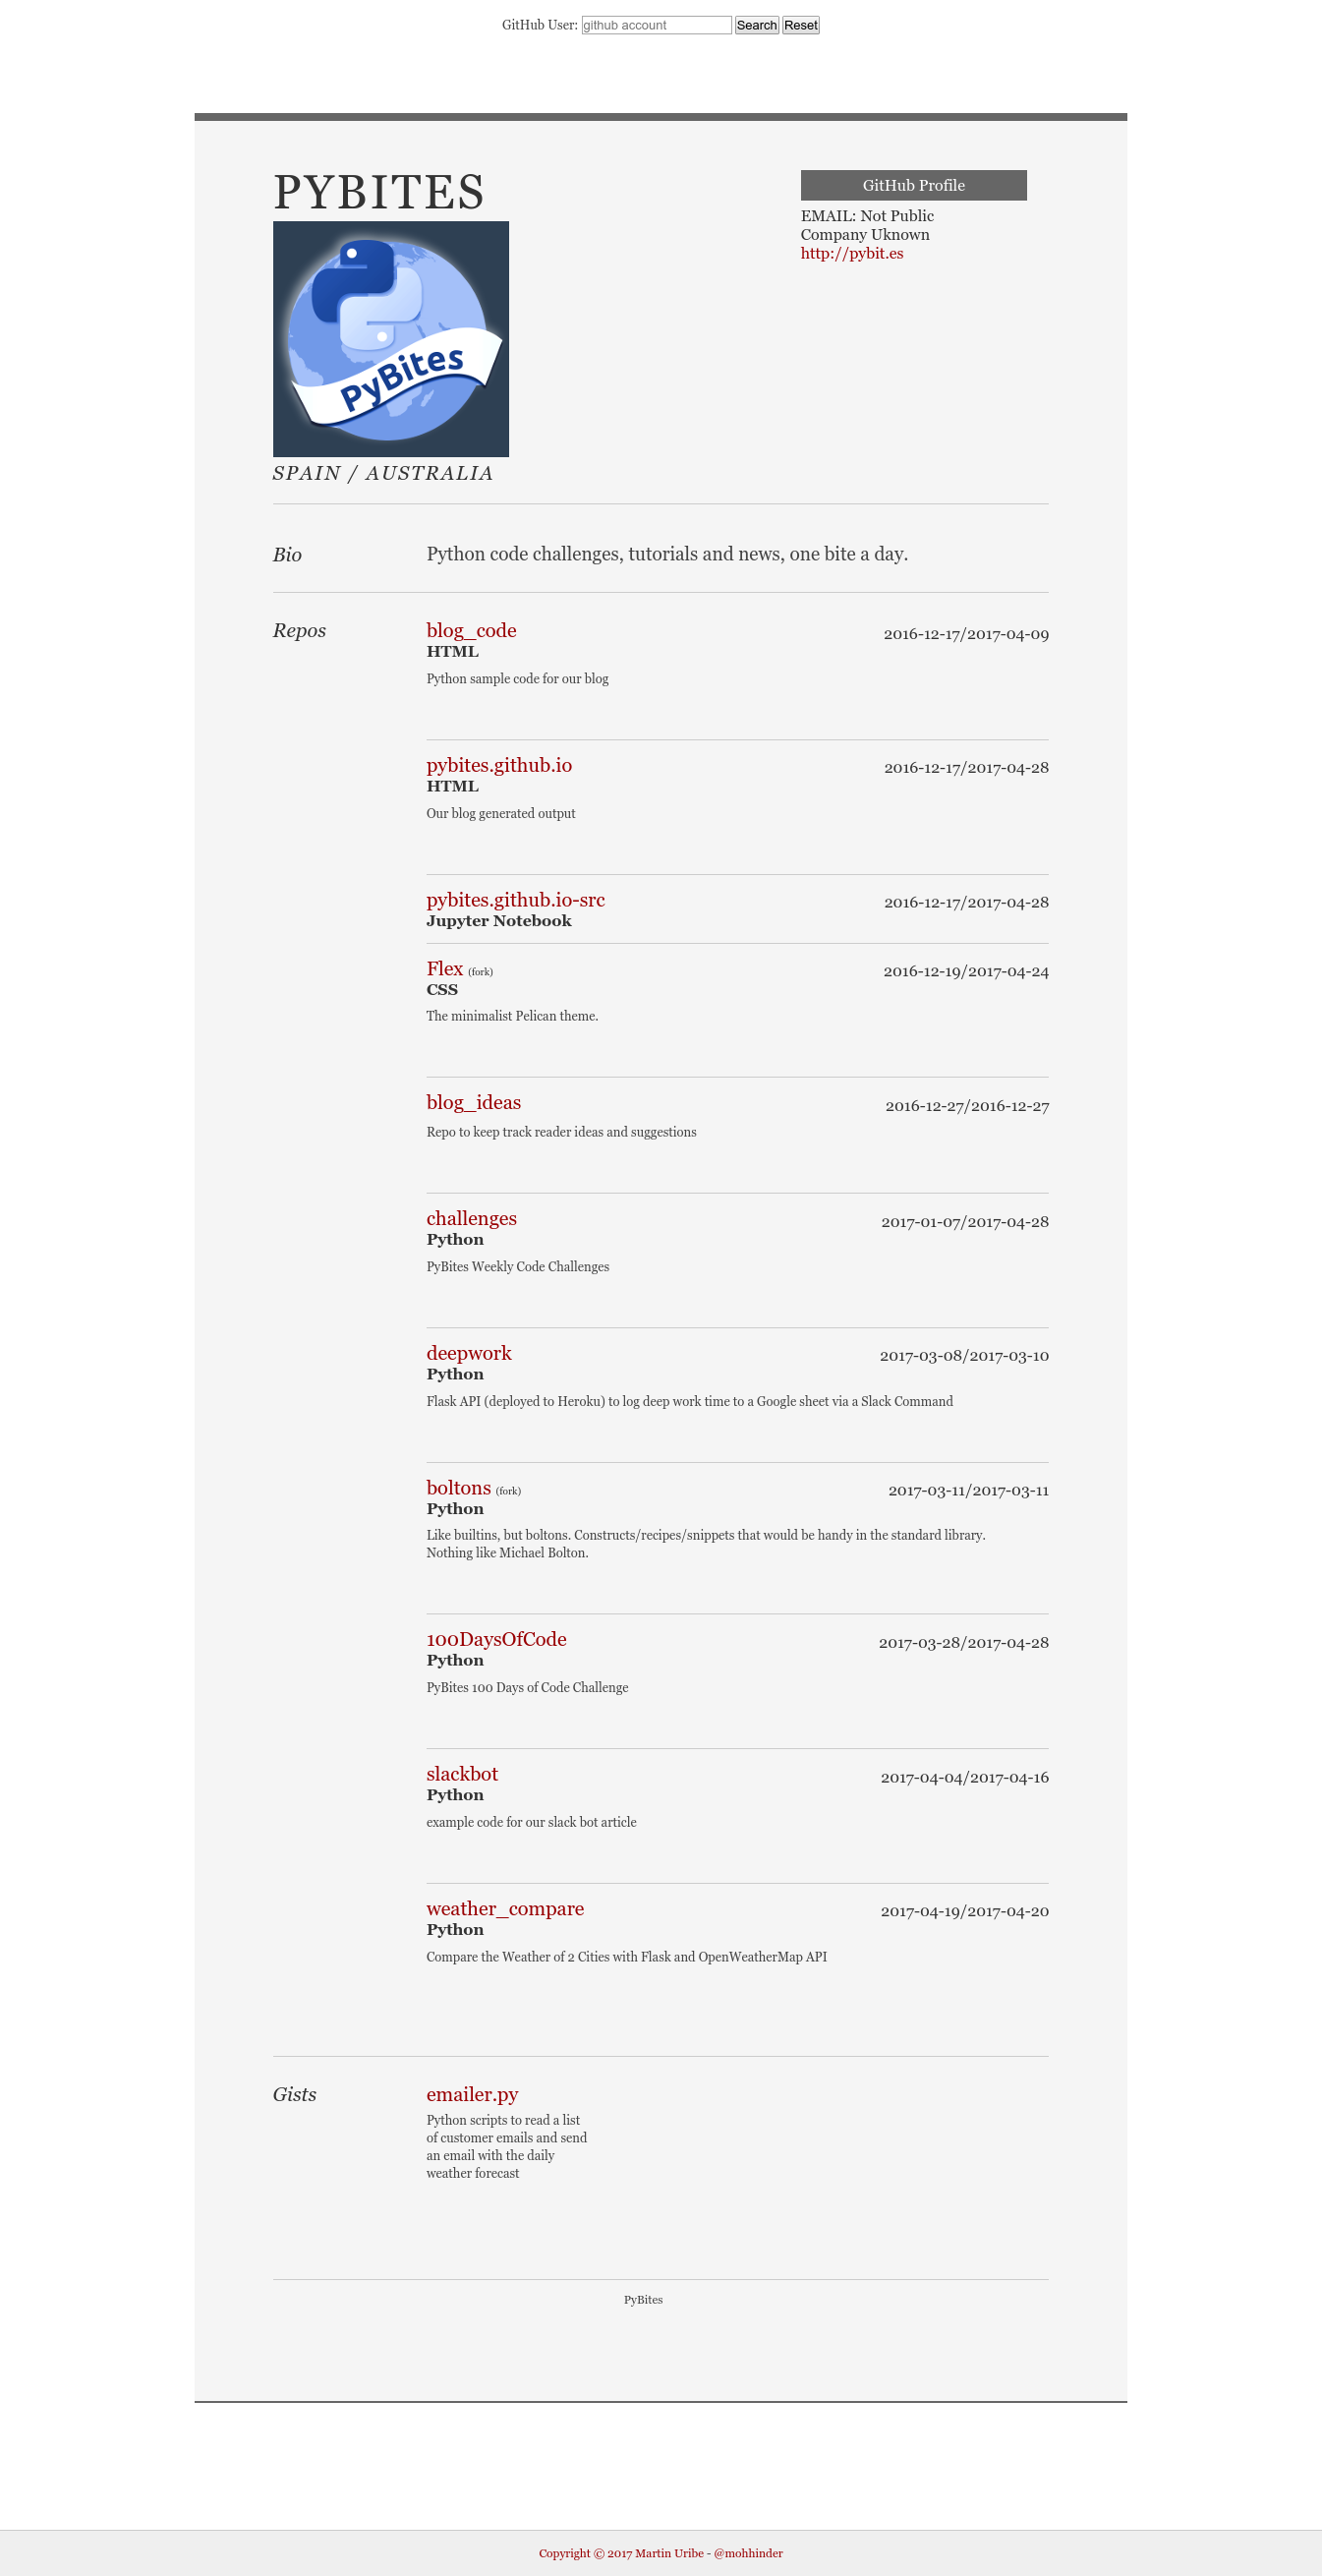 GitHub User: github account Search Reset
PYBITES
GitHub Profile
EMAIL: Not Public
Company Uknown
http://pybit.es
PyBites
SPAIN / AUSTRALIA
Bio
Python code challenges, tutorials and news, one bite a day.
Repos
blog_code 2016-12-17/2017-04-09
HTML
Python sample code for our blog
pybites.github.io 2016-12-17/2017-04-28
HTML
Our blog generated output
pybites.github.io-src 2016-12-17/2017-04-28
Jupyter Notebook
Flex (fork) 2016-12-19/2017-04-24
CSS
The minimalist Pelican theme.
blog_ideas 2016-12-27/2016-12-27
Repo to keep track reader ideas and suggestions
challenges 2017-01-07/2017-04-28
Python
PyBites Weekly Code Challenges
deepwork 2017-03-08/2017-03-10
Python
Flask API (deployed to Heroku) to log deep work time to a Google sheet via a Slack Command
boltons (fork) 2017-03-11/2017-03-11
Python
Like builtins, but boltons. Constructs/recipes/snippets that would be handy in the standard library.
Nothing like Michael Bolton.
100DaysOfCode 2017-03-28/2017-04-28
Python
PyBites 100 Days of Code Challenge
slackbot 2017-04-04/2017-04-16
Python
example code for our slack bot article
weather_compare 2017-04-19/2017-04-20
Python
Compare the Weather of 2 Cities with Flask and OpenWeatherMap API
Gists
emailer.py
Python scripts to read a list
of customer emails and send
an email with the daily
weather forecast
PyBites
Copyright © 2017 Martin Uribe - @mohhinder